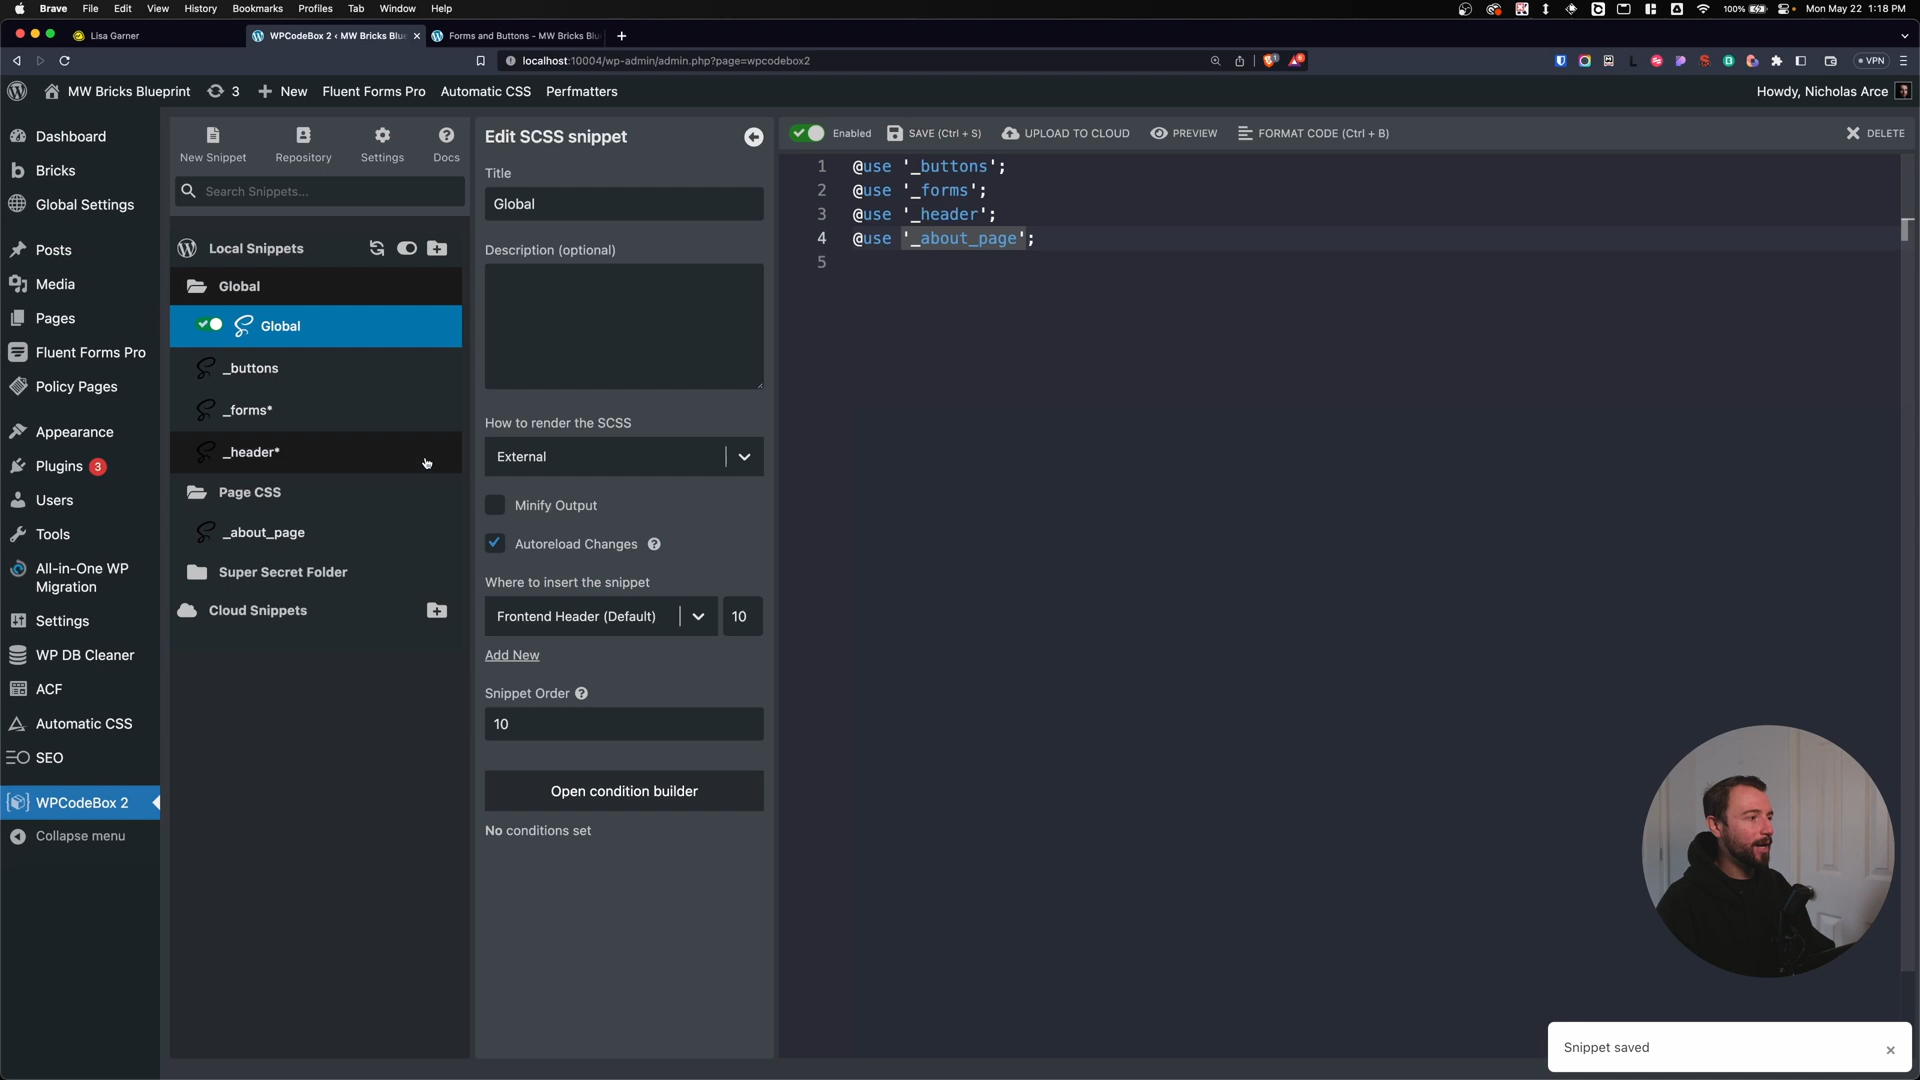 Brave File Edit View History Bookmarks Profiles Tab Window Help
100% Mon May 22 1:18 PM
Lisa Garner
WPCodeBox 2 ‹ MW Bricks Blue
Forms and Buttons - MW Bricks Blu
localhost:10004/wp-admin/admin.php?page=wpcodebox2
VPN
MW Bricks Blueprint 3 New Fluent Forms Pro Automatic CSS Perfmatters
Howdy, Nicholas Arce
Dashboard
Bricks
Global Settings
Posts
Media
Pages
Fluent Forms Pro
Policy Pages
Appearance
Plugins 3
Users
Tools
All-in-One WP
Migration
Settings
WP DB Cleaner
ACF
Automatic CSS
SEO
WPCodeBox 2
Collapse menu
New Snippet Repository Settings Docs
Search Snippets...
Local Snippets
Global
Global
_buttons
_forms*
_header*
Page CSS
_about_page
Super Secret Folder
Cloud Snippets
Edit SCSS snippet
Title
Global
Description (optional)
How to render the SCSS
External
Minify Output
Autoreload Changes ?
Where to insert the snippet
Frontend Header (Default) 10
Add New
Snippet Order ?
10
Open condition builder
No conditions set
Enabled SAVE (Ctrl + S) UPLOAD TO CLOUD PREVIEW FORMAT CODE (Ctrl + B) DELETE
1 @use '_buttons';
2 @use '_forms';
3 @use '_header';
4 @use '_about_page';
5
Snippet saved